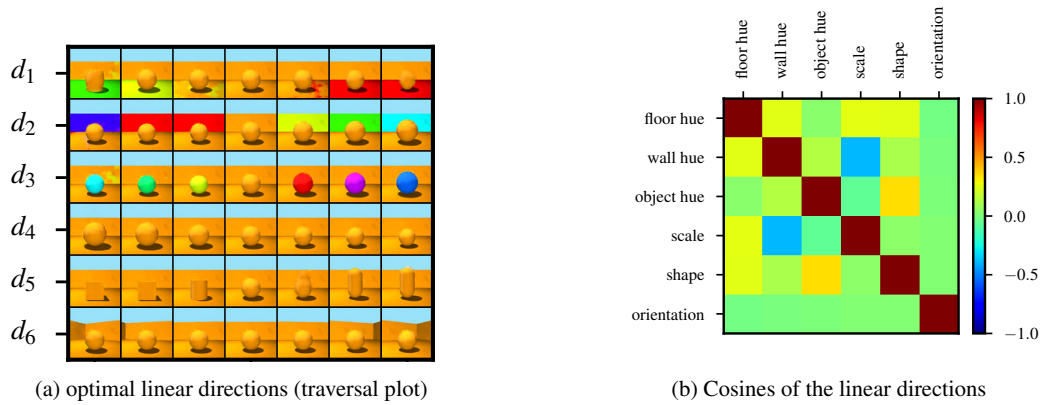 d1
d2
d3
d4
d5
d6
(a) optimal linear directions (traversal plot)
floor hue
wall hue
object hue
scale
shape
orientation
floor hue
wall hue
object hue
scale
shape
orientation
1.0
0.5
0.0
−0.5
−1.0
(b) Cosines of the linear directions